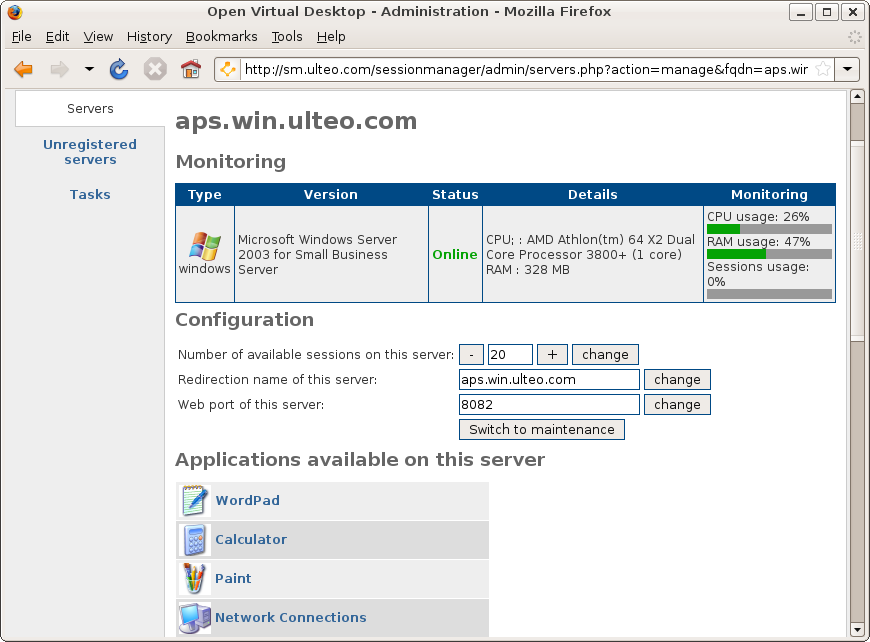 Open Virtual Desktop - Administration - Mozilla Firefox
File Edit View History Bookmarks Tools Help
http://sm.ulteo.com/sessionmanager/admin/servers.php?action=manage&fqdn=aps.wir
Servers
Unregistered
servers
Tasks
aps.win.ulteo.com
Monitoring
Type Version Status Details Monitoring
windows
Microsoft Windows Server
2003 for Small Business
Server
Online
CPU; : AMD Athlon(tm) 64 X2 Dual
Core Processor 3800+ (1 core)
RAM : 328 MB
CPU usage: 26%
RAM usage: 47%
Sessions usage:
0%
Configuration
Number of available sessions on this server: - 20 + change
Redirection name of this server: aps.win.ulteo.com change
Web port of this server: 8082 change
Switch to maintenance
Applications available on this server
WordPad
Calculator
Paint
Network Connections